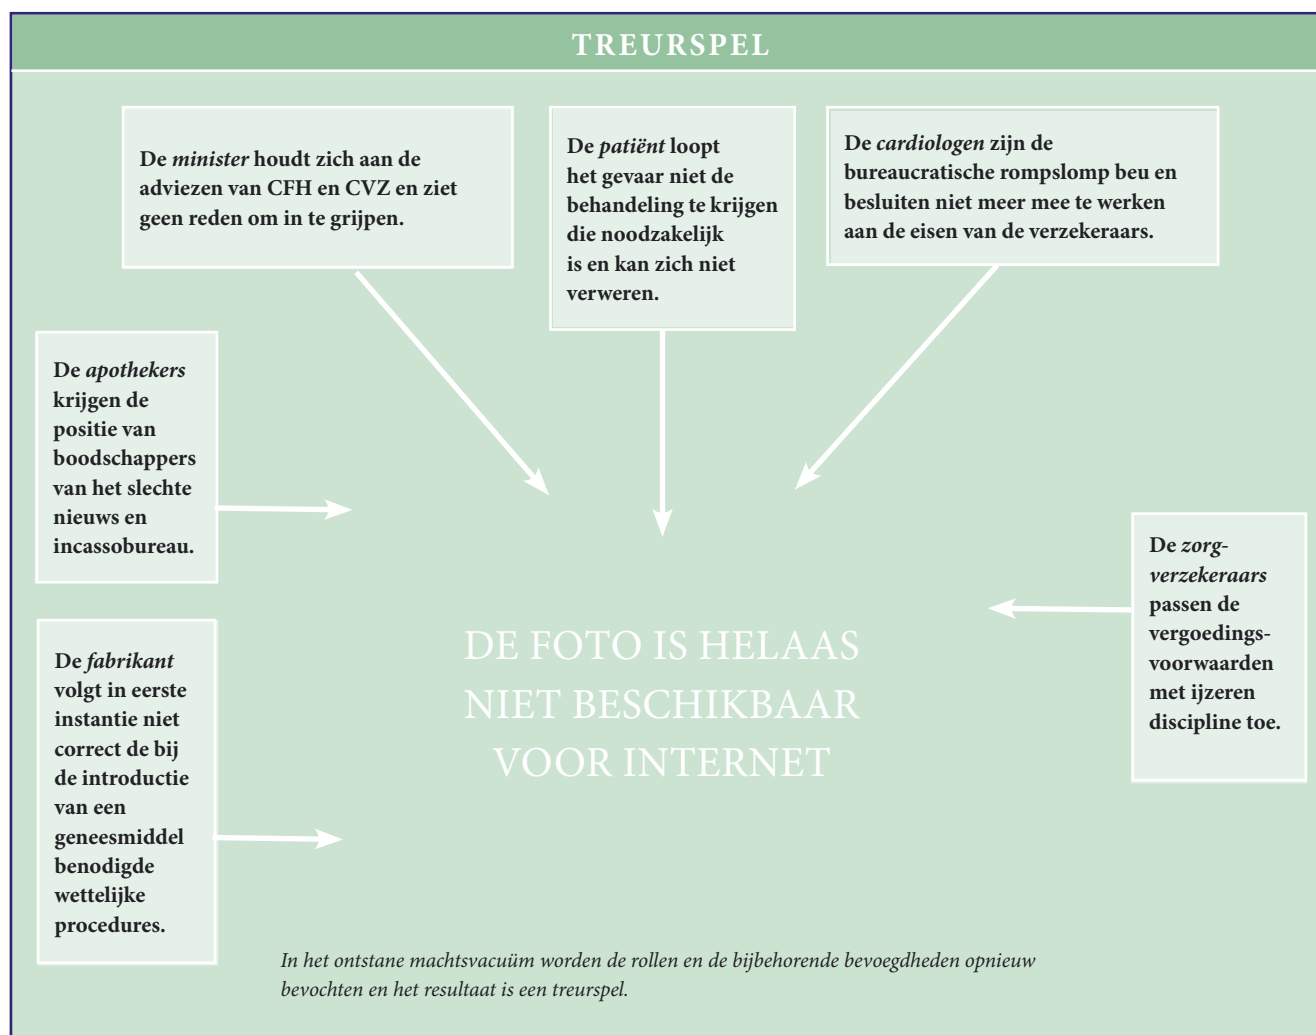 TREURSPEL
De minister houdt zich aan de
adviezen van CFH en CVZ en ziet
geen reden om in te grijpen.
De patiënt loopt
het gevaar niet de
behandeling te krijgen
die noodzakelijk
is en kan zich niet
verweren.
De cardiologen zijn de
bureaucratische rompslomp beu en
besluiten niet meer mee te werken
aan de eisen van de verzekeraars.
De apothekers
krijgen de
positie van
boodschappers
van het slechte
nieuws en
incassobureau.
De zorg-
verzekeraars
passen de
vergoedings-
voorwaarden
met ijzeren
discipline toe.
De fabrikant
volgt in eerste
instantie niet
correct de bij
de introductie
van een
geneesmiddel
benodigde
wettelijke
procedures.
DE FOTO IS HELAAS
NIET BESCHIKBAAR
VOOR INTERNET
In het ontstane machtsvacuüm worden de rollen en de bijbehorende bevoegdheden opnieuw
bevochten en het resultaat is een treurspel.